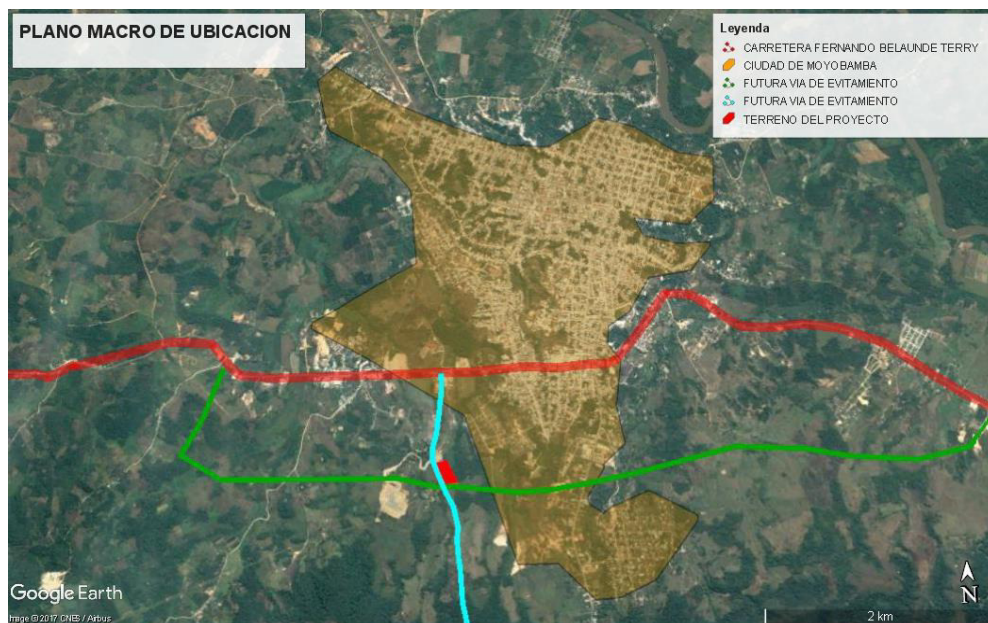 PLANO MACRO DE UBICACION
Leyenda
CARRETERA FERNANDO BELAUNDE TERRY
CIUDAD DE MOYOBAMBA
FUTURA VIA DE EVITAMIENTO
FUTURA VIA DE EVITAMIENTO
TERRENO DEL PROYECTO
Google Earth
Image © 2017 CNES / Airbus
N
2 km